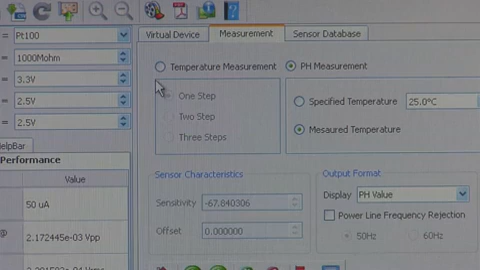 = Pt100
= 1000Mohm
= 3.3V
= 2.5V
= 2.5V
HelpBar
Performance
Value
50 uA
2.172445e-03 Vpp
Virtual Device Measurement Sensor Database
Temperature Measurement PH Measurement
One Step
Two Step
Three Steps
Specified Temperature 25.0°C
Mesaured Temperature
Sensor Characteristics
Sensitivity -67.840306
Offset 0.000000
Output Format
Display PH Value
Power Line Frequency Rejection
50Hz 60Hz